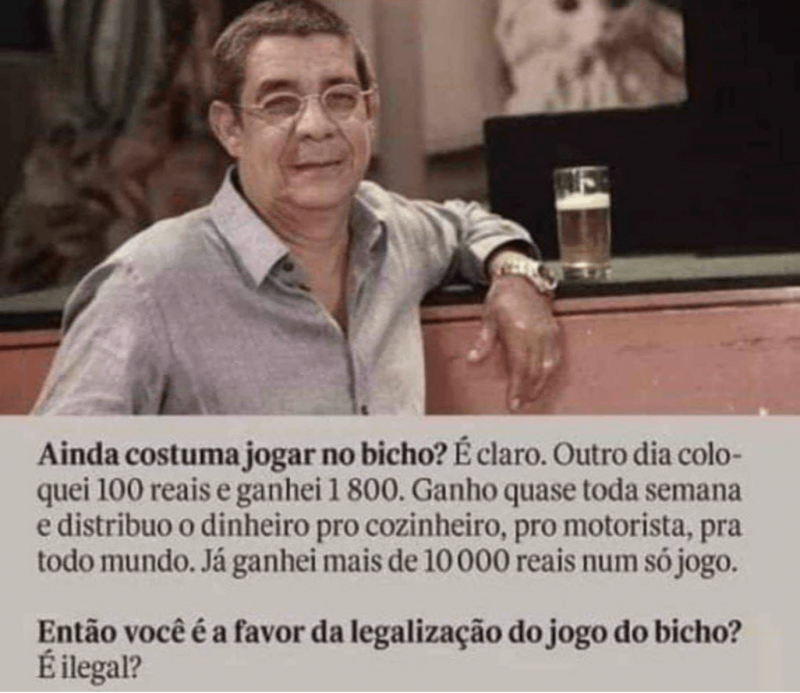 Ainda costuma jogar no bicho? É claro. Outro dia colo-
quei 100 reais e ganhei 1 800. Ganho quase toda semana
e distribuo o dinheiro pro cozinheiro, pro motorista, pra
todo mundo. Já ganhei mais de 10 000 reais num só jogo.
Então você é a favor da legalização do jogo do bicho?
É ilegal?